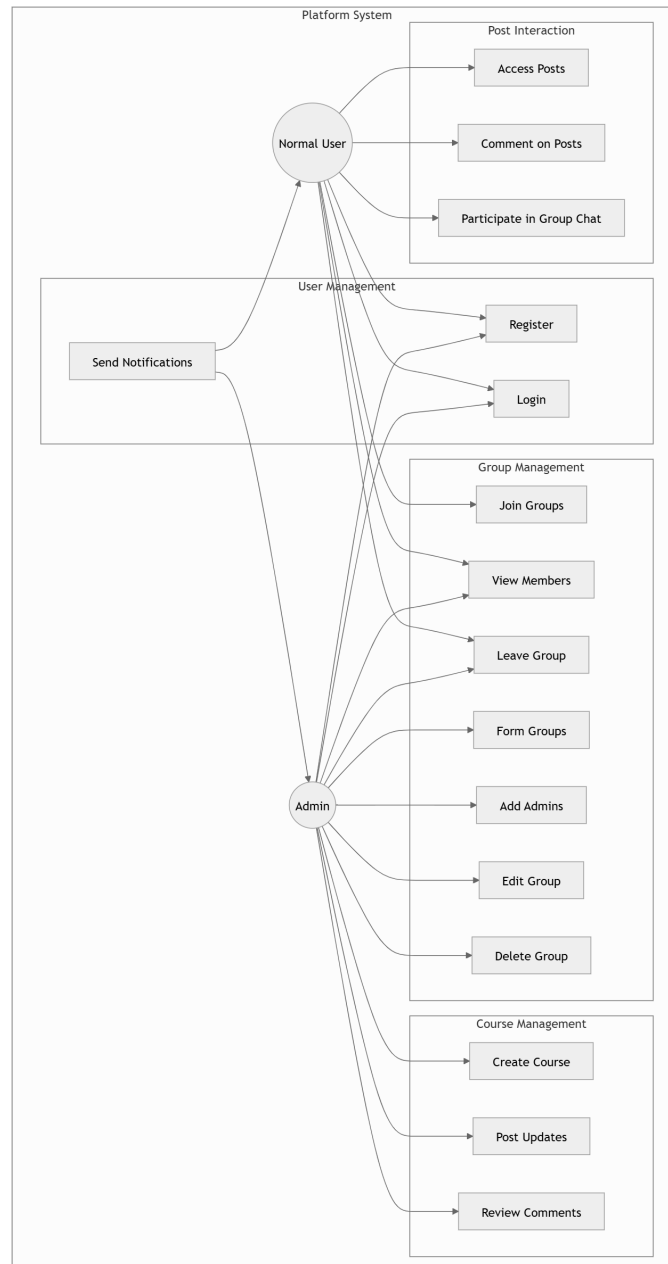 Platform System
Post Interaction
Access Posts
Normal User
Comment on Posts
Participate in Group Chat
User Management
Register
Send Notifications
Login
Group Management
Join Groups
View Members
Leave Group
Form Groups
Admin
Add Admins
Edit Group
Delete Group
Course Management
Create Course
Post Updates
Review Comments